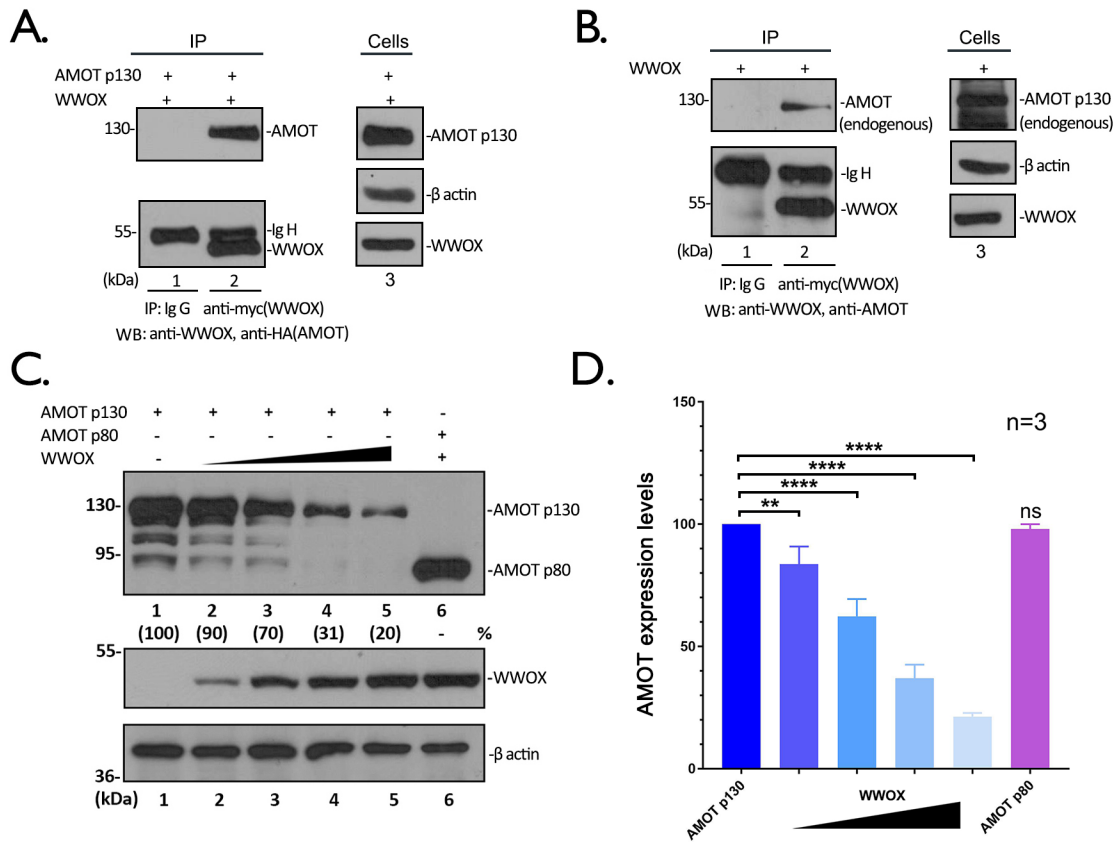 A.
IP
Cells
AMOT p130 + + +
WWOX + + +
130- -AMOT -AMOT p130
-β actin
55- -Ig H
-WWOX -WWOX
(kDa) 1 2 3
IP: Ig G anti-myc(WWOX)
WB: anti-WWOX, anti-HA(AMOT)
B.
IP
Cells
WWOX + + +
130- -AMOT -AMOT p130
(endogenous) (endogenous)
-Ig H -β actin
55- -WWOX -WWOX
(kDa) 1 2 3
IP: Ig G anti-myc(WWOX)
WB: anti-WWOX, anti-AMOT
C.
AMOT p130 + + + + + -
AMOT p80 - - - - - +
WWOX - +
130- -AMOT p130
95- -AMOT p80
1 2 3 4 5 6
(100) (90) (70) (31) (20) - %
55- -WWOX
-β actin
36-
(kDa) 1 2 3 4 5 6
D.
150
n=3
****
****
****
**
ns
100
50
0
AMOT expression levels
AMOT p130
WWOX
AMOT p80